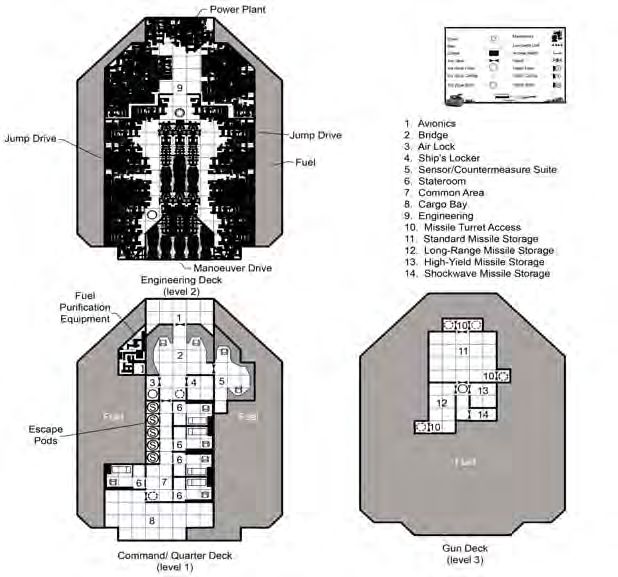 Power Plant
9
Jump Drive
Jump Drive
Fuel
Manoeuver Drive
Engineering Deck
(level 2)
1 Avionics
2 Bridge
3 Air Lock
4 Ship's Locker
5. Sensor/Countermeasure Suite
6. Stateroom
7. Common Area
8. Cargo Bay
9. Engineering
10. Missile Turret Access
11. Standard Missile Storage
12. Long-Range Missile Storage
13. High-Yield Missile Storage
14. Shockwave Missile Storage
Fuel
Purification
Equipment
1
2
3
4
5
Fuel
Fuel
Escape
Pods
6
6
6
6
6
7
6
8
Command/ Quarter Deck
(level 1)
10
11
10
13
12
14
10
Fuel
Gun Deck
(level 3)